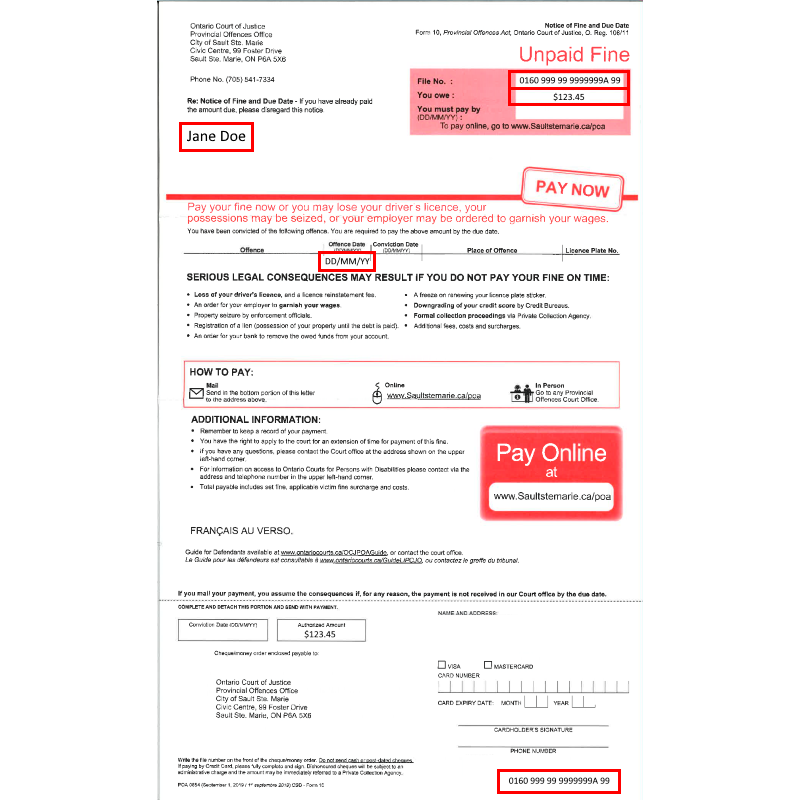 Ontario Court of Justice
Provincial Offences Office
City of Sault Ste. Marie
Civic Centre, 99 Foster Drive
Sault Ste. Marie, ON P6A 5X6
Phone No. (705) 541-7334
Re: Notice of Fine and Due Date - If you have already paid
the amount due, please disregard this notice.
Jane Doe
Notice of Fine and Due Date
Form 10, Provincial Offences Act, Ontario Court of Justice, O. Reg. 108/11
Unpaid Fine
File No. : 0160 999 99 9999999A 99
You owe : $123.45
You must pay by
(DD/MM/YY) :
To pay online, go to www.Saultstemarie.ca/poa
PAY NOW
Pay your fine now or you may lose your driver's licence, your
possessions may be seized, or your employer may be ordered to garnish your wages.
You have been convicted of the following offence. You are required to pay the above amount by the due date.
Offence Offence Date (DD/MM/YY) Conviction Date (DD/MM/YY) Place of Offence Licence Plate No.
DD/MM/YY
SERIOUS LEGAL CONSEQUENCES MAY RESULT IF YOU DO NOT PAY YOUR FINE ON TIME:
• Loss of your driver's licence, and a licence reinstatement fee.
• An order for your employer to garnish your wages.
• Property seizure by enforcement officials.
• Registration of a lien (possession of your property until the debt is paid).
• An order for your bank to remove the owed funds from your account.
• A freeze on renewing your licence plate sticker.
• Downgrading of your credit score by Credit Bureaus.
• Formal collection proceedings via Private Collection Agency.
• Additional fees, costs and surcharges.
HOW TO PAY:
Mail
Send in the bottom portion of this letter
to the address above.
Online
www.Saultstemarie.ca/poa
In Person
Go to any Provincial
Offences Court Office.
ADDITIONAL INFORMATION:
• Remember to keep a record of your payment.
• You have the right to apply to the court for an extension of time for payment of this fine.
• If you have any questions, please contact the Court office at the address shown on the upper
left-hand corner.
• For information on access to Ontario Courts for Persons with Disabilities please contact via the
address and telephone number in the upper left-hand corner.
• Total payable includes set fine, applicable victim fine surcharge and costs.
Pay Online
at
www.Saultstemarie.ca/poa
FRANÇAIS AU VERSO.
Guide for Defendants available at www.ontariocourts.ca/OCJPOAGuide, or contact the court office.
Le Guide pour les défendeurs est consultable à www.ontariocourts.ca/GuideLIPCJO, ou contactez le greffe du tribunal.
If you mail your payment, you assume the consequences if, for any reason, the payment is not received in our Court office by the due date.
COMPLETE AND DETACH THIS PORTION AND SEND WITH PAYMENT.
Conviction Date (DD/MM/YY)
Authorized Amount
$123.45
Cheque/money order enclosed payable to:
Ontario Court of Justice
Provincial Offences Office
City of Sault Ste. Marie
Civic Centre, 99 Foster Drive
Sault Ste. Marie, ON P6A 5X6
NAME AND ADDRESS:
VISA MASTERCARD
CARD NUMBER
CARD EXPIRY DATE: MONTH YEAR
CARDHOLDER'S SIGNATURE
PHONE NUMBER
Write the file number on the front of the cheque/money order. Do not send cash or post-dated cheques.
If paying by Credit Card, please fully complete and sign. Dishonoured cheques will be subject to an
administrative charge and the amount may be immediately referred to a Private Collection Agency.
POA 0854 (September 1, 2019 / 1er septembre 2019) CSD - Form 10
0160 999 99 9999999A 99